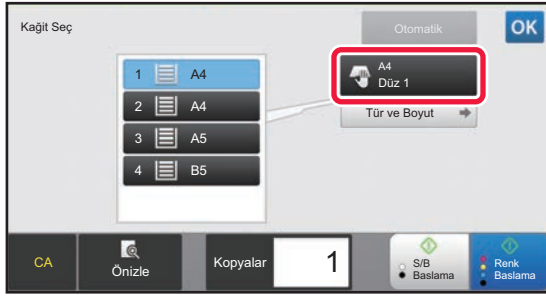 Kağıt Seç
Otomatik
OK
1 A4
2 A4
3 A5
4 B5
A4
Düz 1
Tür ve Boyut
CA
Önizle
Kopyalar
1
S/B
Baslama
Renk
Baslama